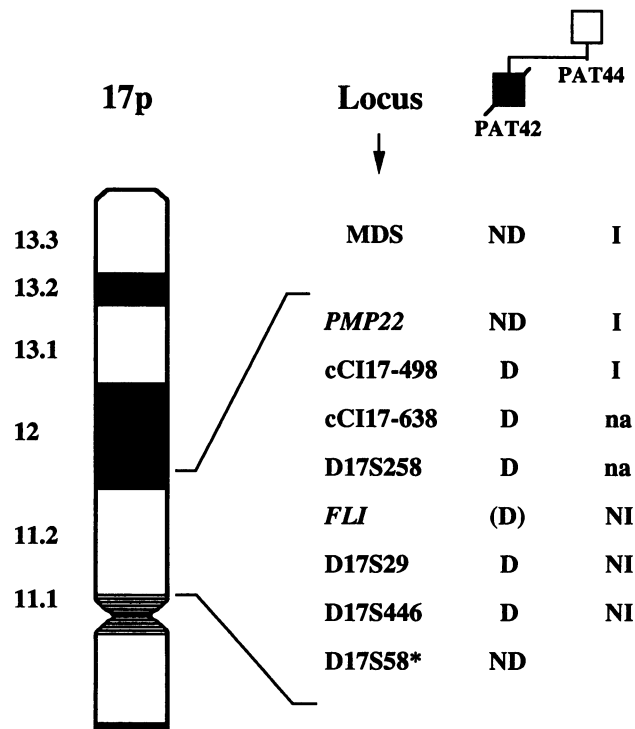 PAT44
PAT42
17p
Locus
13.3
13.2
13.1
12
11.2
11.1
MDS ND I
PMP22 ND I
cCI17-498 D I
cCI17-638 D na
D17S258 D na
FLI (D) NI
D17S29 D NI
D17S446 D NI
D17S58* ND